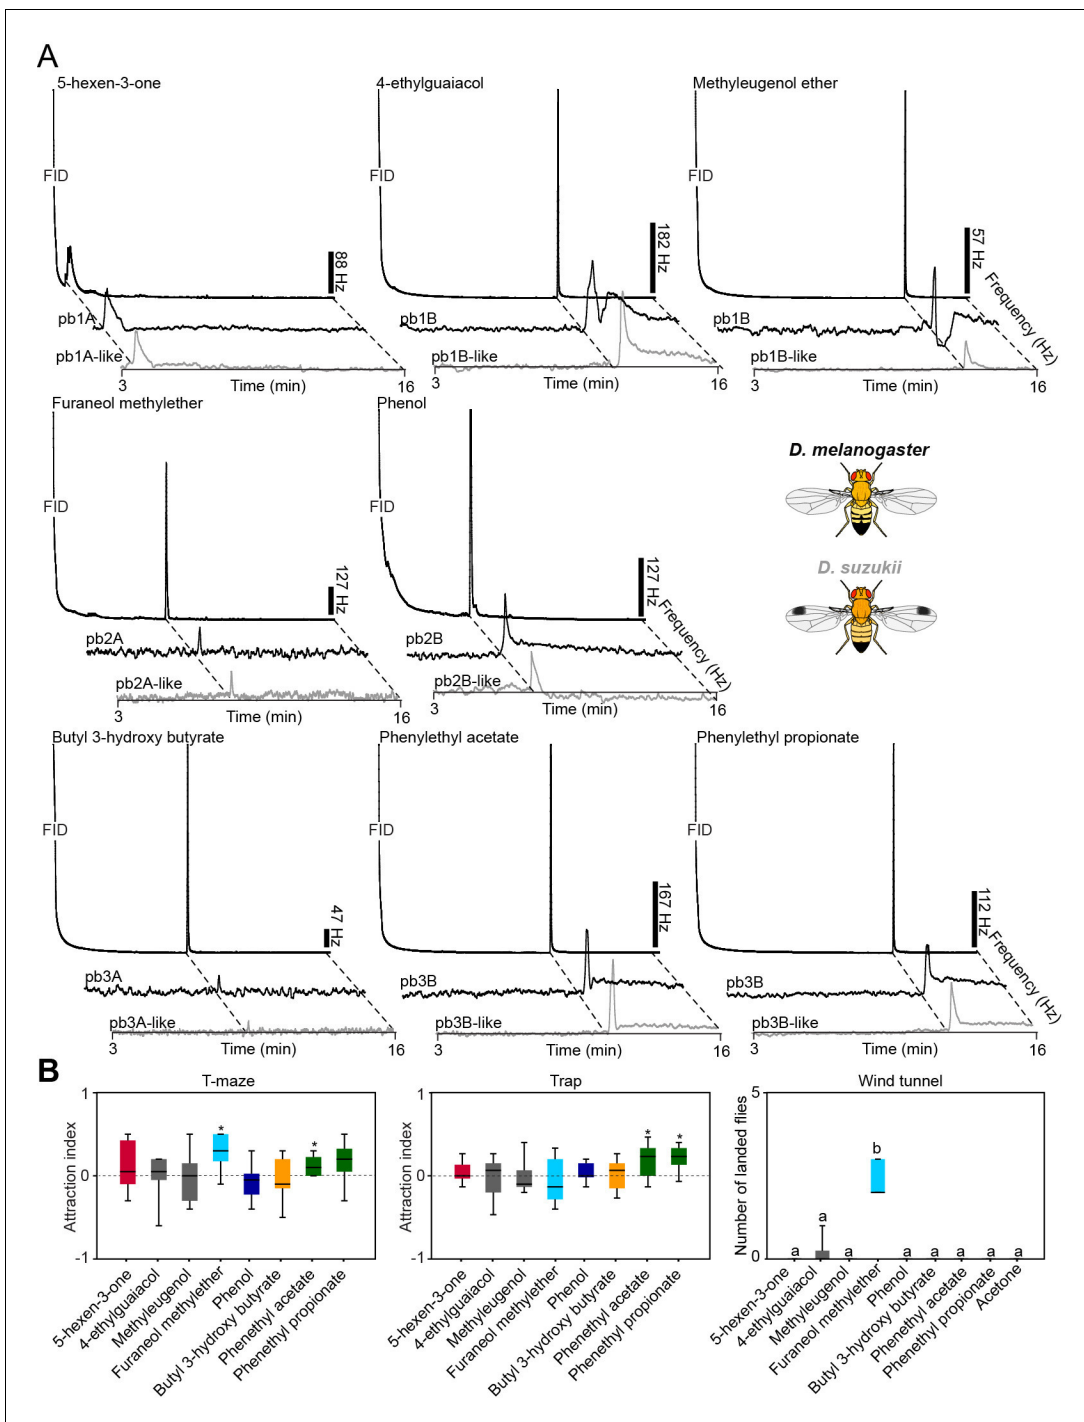 A
5-hexen-3-one
4-ethylguaiacol
Methyleugenol ether
FID
FID
FID
88 Hz
182 Hz
57 Hz
Frequency (Hz)
pb1A
pb1B
pb1B
pb1A-like
pb1B-like
pb1B-like
3 Time (min) 16
3 Time (min) 16
3 Time (min) 16
Furaneol methylether
Phenol
FID
FID
D. melanogaster
D. suzukii
127 Hz
127 Hz
Frequency (Hz)
pb2A
pb2B
pb2A-like
pb2B-like
3 Time (min) 16
3 Time (min) 16
Butyl 3-hydroxy butyrate
Phenylethyl acetate
Phenylethyl propionate
FID
FID
FID
47 Hz
167 Hz
112 Hz
Frequency (Hz)
pb3A
pb3B
pb3B
pb3A-like
pb3B-like
pb3B-like
3 Time (min) 16
3 Time (min) 16
3 Time (min) 16
B
T-maze
Attraction index
1
0
-1
* *
5-hexen-3-one
4-ethylguaiacol
Methyleugenol
Furaneol methylether
Phenol
Butyl 3-hydroxy butyrate
Phenethyl acetate
Phenethyl propionate
Trap
Attraction index
1
0
-1
* *
5-hexen-3-one
4-ethylguaiacol
Methyleugenol
Furaneol methylether
Phenol
Butyl 3-hydroxy butyrate
Phenethyl acetate
Phenethyl propionate
Wind tunnel
Number of landed flies
5
0
a a a b a a a a a
5-hexen-3-one
4-ethylguaiacol
Methyleugenol
Furaneol methylether
Phenol
Butyl 3-hydroxy butyrate
Phenethyl acetate
Phenethyl propionate
Acetone